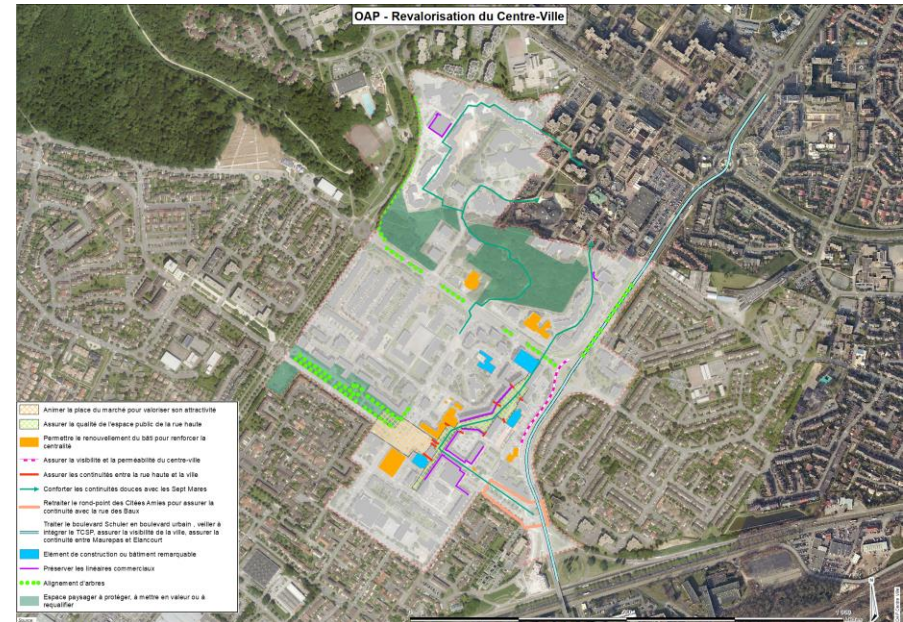 OAP - Revalorisation du Centre-Ville
Animer la place du marché pour valoriser son attractivité
Assurer la qualité de l'espace public de la rue haute
Permettre le renouvellement du bâti pour renforcer la
centralité
Assurer la visibilité et la perméabilité du centre-ville
Assurer les continuités entre la rue haute et la ville
Conforter les continuités douces avec les Sept Mares
Retraiter le rond-point des Citées Amies pour assurer la
continuité avec la rue des Baux
Traiter le boulevard Schuler en boulevard urbain , veiller à
intégrer le TCSP, assurer la visibilité de la ville, assurer la
continuité entre Maurepas et Elancourt
Elément de construction ou bâtiment remarquable
Préserver les linéaires commerciaux
Alignement d'arbres
Espace paysager à protéger, à mettre en valeur ou à
requalifier